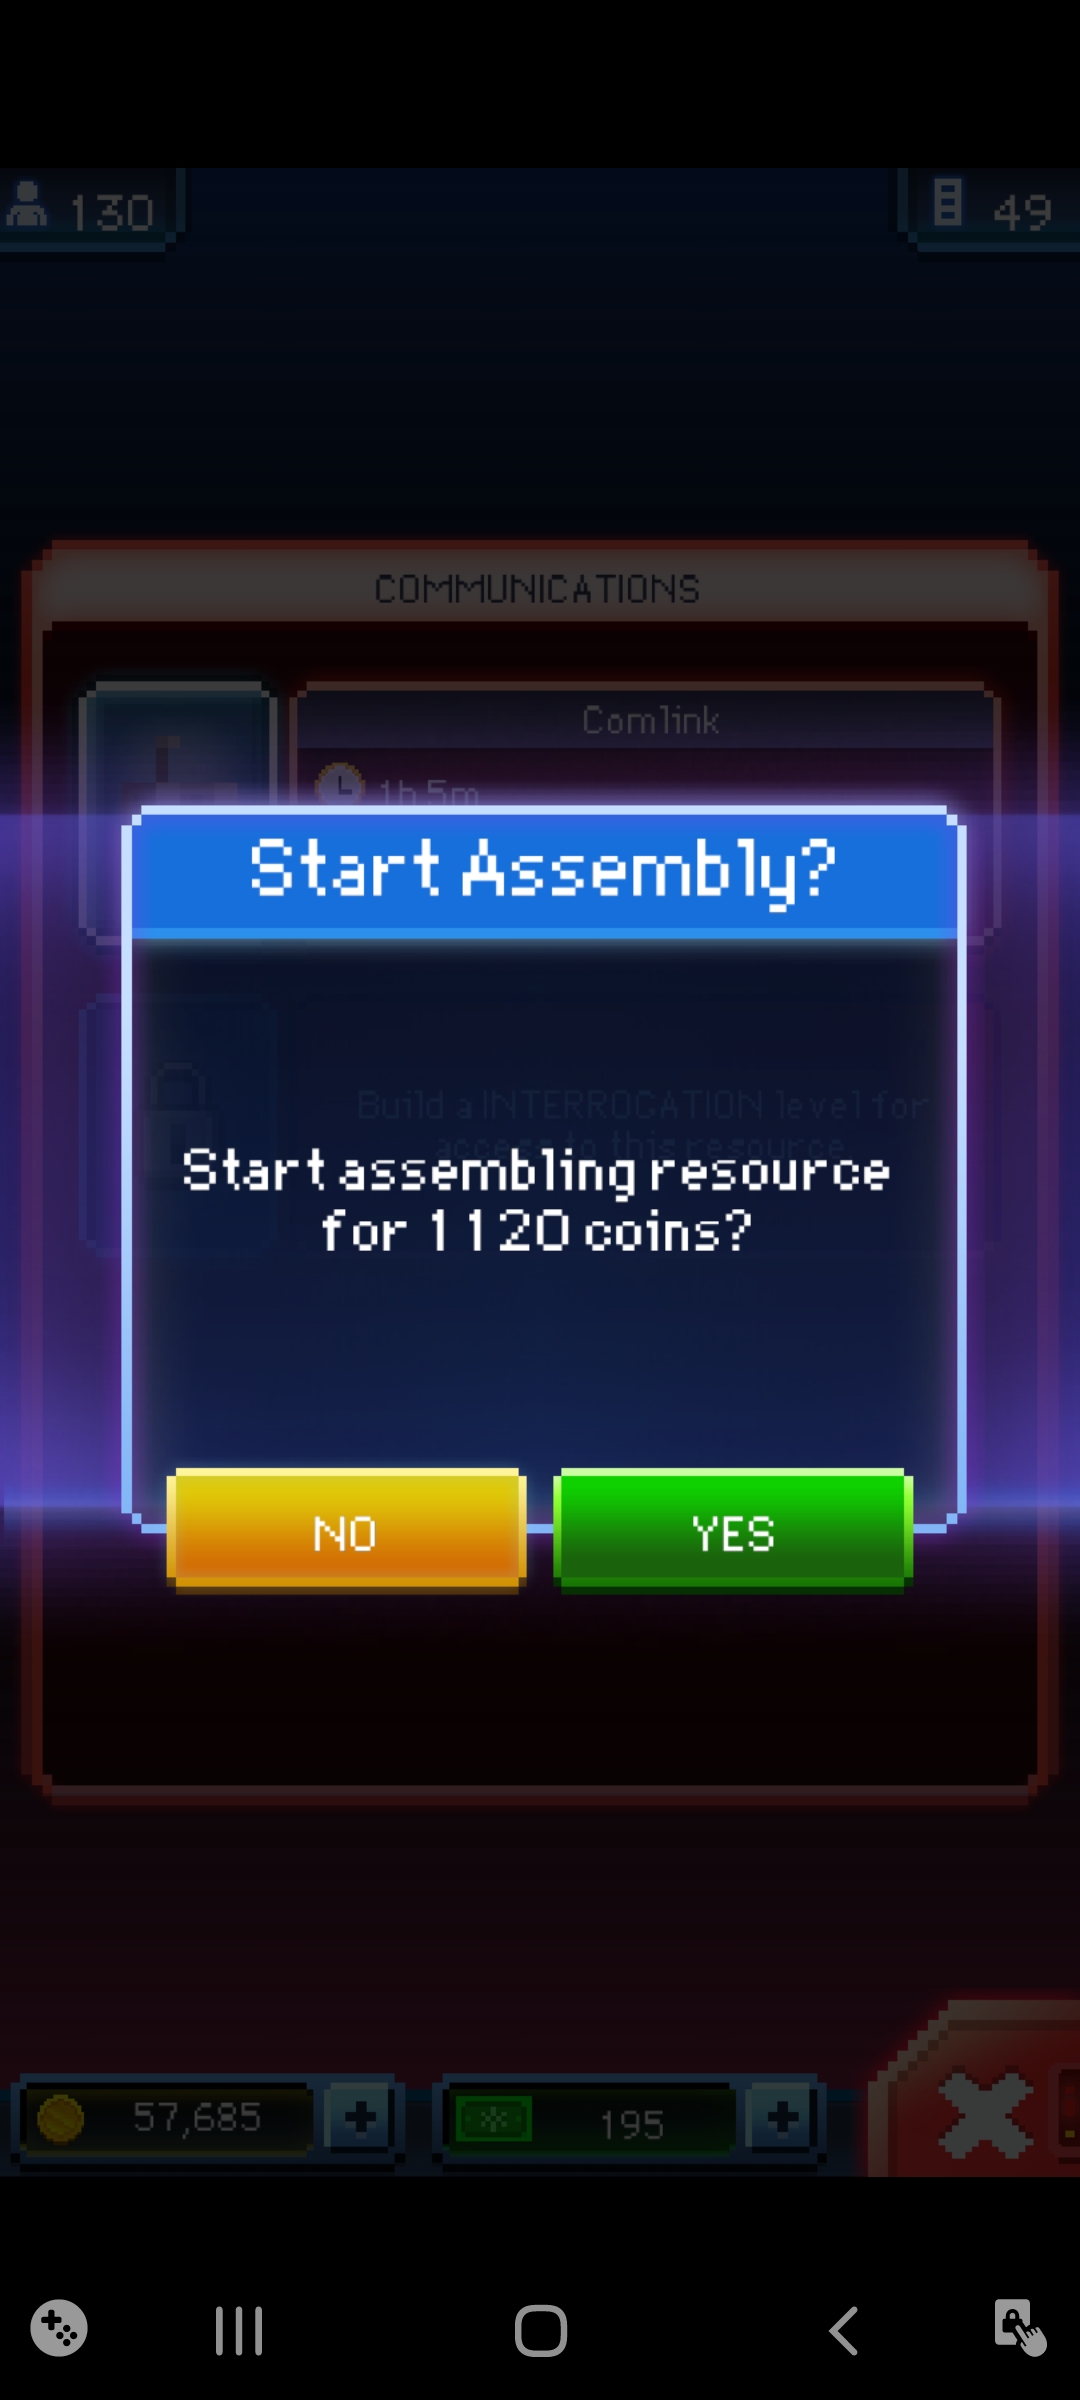 130
49
COMMUNICATIONS
Comlink
1h 5m
Start Assembly?
Build a INTERROGATION level for
access to this resource
Start assembling resource
for 1120 coins?
NO
YES
57,685
195